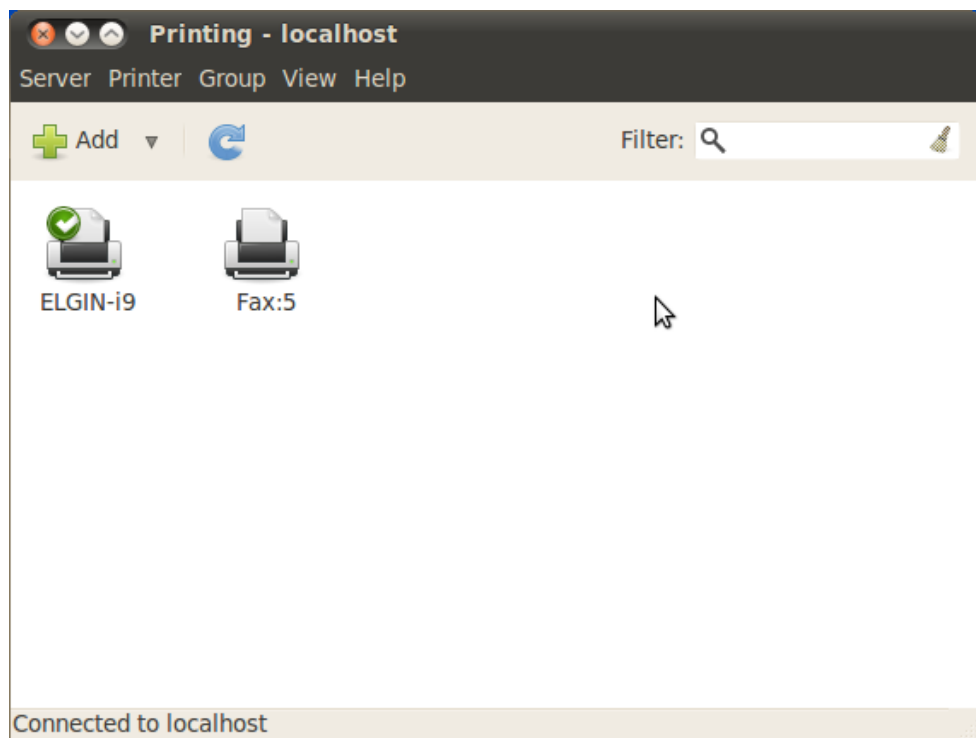 Printing - localhost
Server Printer Group View Help
Add Filter:
ELGIN-i9 Fax:5
Connected to localhost